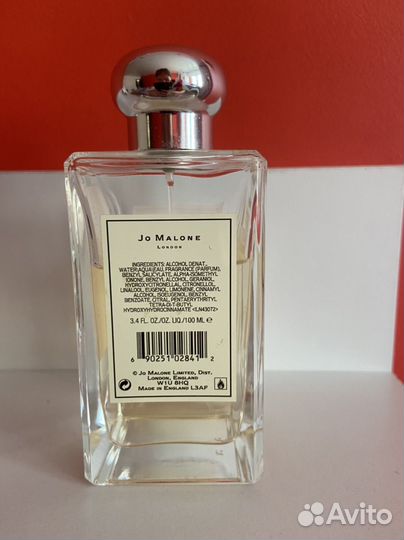 Jo Malone
London
INGREDIENTS: ALCOHOL DENAT.,
WATER\AQUA\EAU, FRAGRANCE (PARFUM),
BENZYL SALICYLATE, ALPHA-ISOMETHYL
IONONE, BENZYL ALCOHOL, GERANIOL,
HYDROXYCITRONELLAL, CITRONELLOL,
LINALOOL, EUGENOL, LIMONENE, CINNAMYL
ALCOHOL, ISOEUGENOL, BENZYL
BENZOATE, CITRAL, PENTAERYTHRITYL
TETRA-DI-T-BUTYL
HYDROXYHYDROCINNAMATE <ILN43072>
3.4 FL. OZ./OZ. LIQ./100 ML ℮
6 90251 02841 2
© Jo Malone Limited, Dist.
London, England
W1U 8HQ
Made in England L3AF
Avito